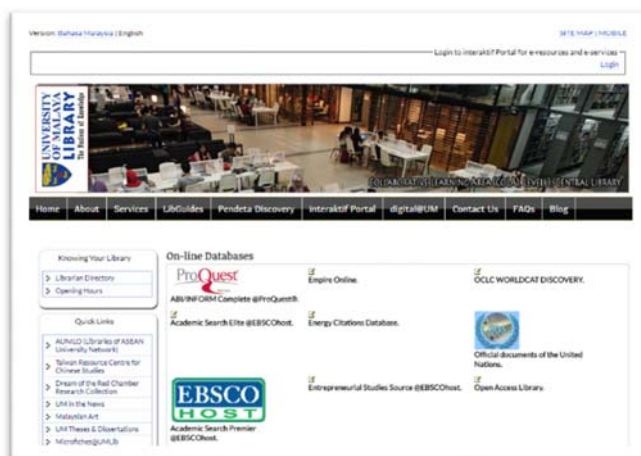 Version: Bahasa Malaysia | English
SITE MAP | MOBILE
Login to interaktif Portal for e-resources and e-services
Login
UNIVERSITY
OF MALAYA
LIBRARY
COLLABORATIVE LEARNING AREA
CENTRAL LIBRARY
Home About Services LibGuides Pendeta Discovery interaktif Portal digital@UM Contact Us FAQs Blog
Knowing Your Library
Librarian Directory
Opening Hours
Quick Links
AUNILO (Libraries of ASEAN
University Network)
Taiwan Resource Centre for
Chinese Studies
Dream of the Red Chamber
Research Collection
UM in the News
Malaysian Art
UM Theses & Dissertations
Microfiches@UMLib
On-line Databases
ProQuest
ABI/INFORM Complete @ProQuest®.
Empire Online.
OCLC WORLDCAT DISCOVERY.
Academic Search Elite @EBSCOhost.
Energy Citations Database.
Official documents of the United
Nations.
EBSCO
HOST
Academic Search Premier
@EBSCOhost.
Entrepreneurial Studies Source @EBSCOhost.
Open Access Library.